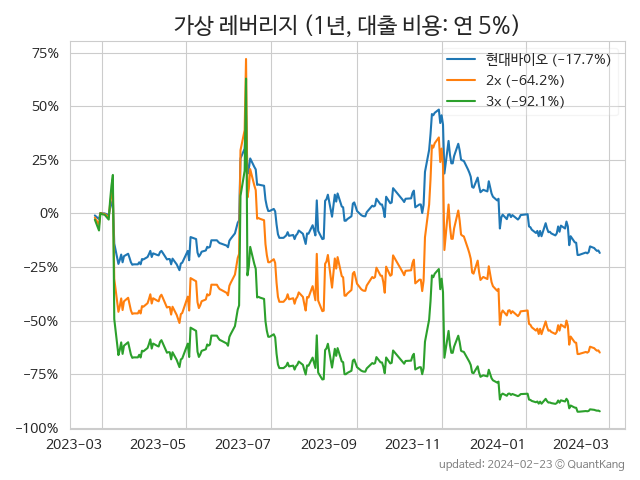 가상 레버리지 (1년, 대출 비용: 연 5%)
현대바이오 (-17.7%)
2x (-64.2%)
3x (-92.1%)
75%
50%
25%
0%
-25%
-50%
-75%
-100%
2023-03 2023-05 2023-07 2023-09 2023-11 2024-01 2024-03
updated: 2024-02-23 © QuantKang